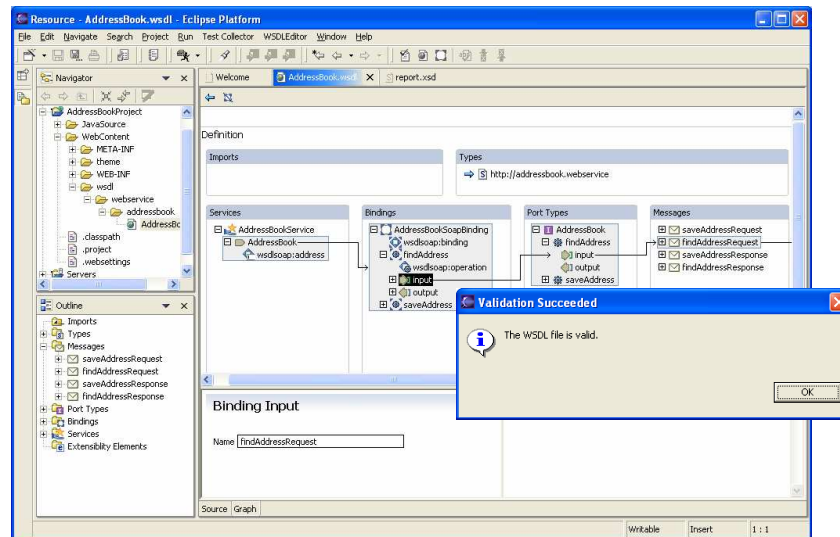 Resource - AddressBook.wsdl - Eclipse Platform
File Edit Navigate Search Project Run Test Collector WSDLEditor Window Help
Navigator
Welcome
AddressBook.wsdl
report.xsd
AddressBookProject
JavaSource
WebContent
META-INF
theme
WEB-INF
wsdl
webservice
addressbook
AddressBo
.classpath
.project
.websettings
Servers
Outline
Imports
Types
Messages
saveAddressRequest
findAddressRequest
saveAddressResponse
findAddressResponse
Port Types
Bindings
Services
Extensiblity Elements
Definition
Imports
Types
http://addressbook.webservice
Services
AddressBookService
AddressBook
wsdlsoap:address
Bindings
AddressBookSoapBinding
wsdlsoap:binding
findAddress
wsdlsoap:operation
input
output
saveAddress
Port Types
AddressBook
findAddress
input
output
saveAddress
Messages
saveAddressRequest
findAddressRequest
saveAddressResponse
findAddressResponse
Validation Succeeded
The WSDL file is valid.
OK
Binding Input
Name findAddressRequest
Source Graph
Writable Insert 1 : 1